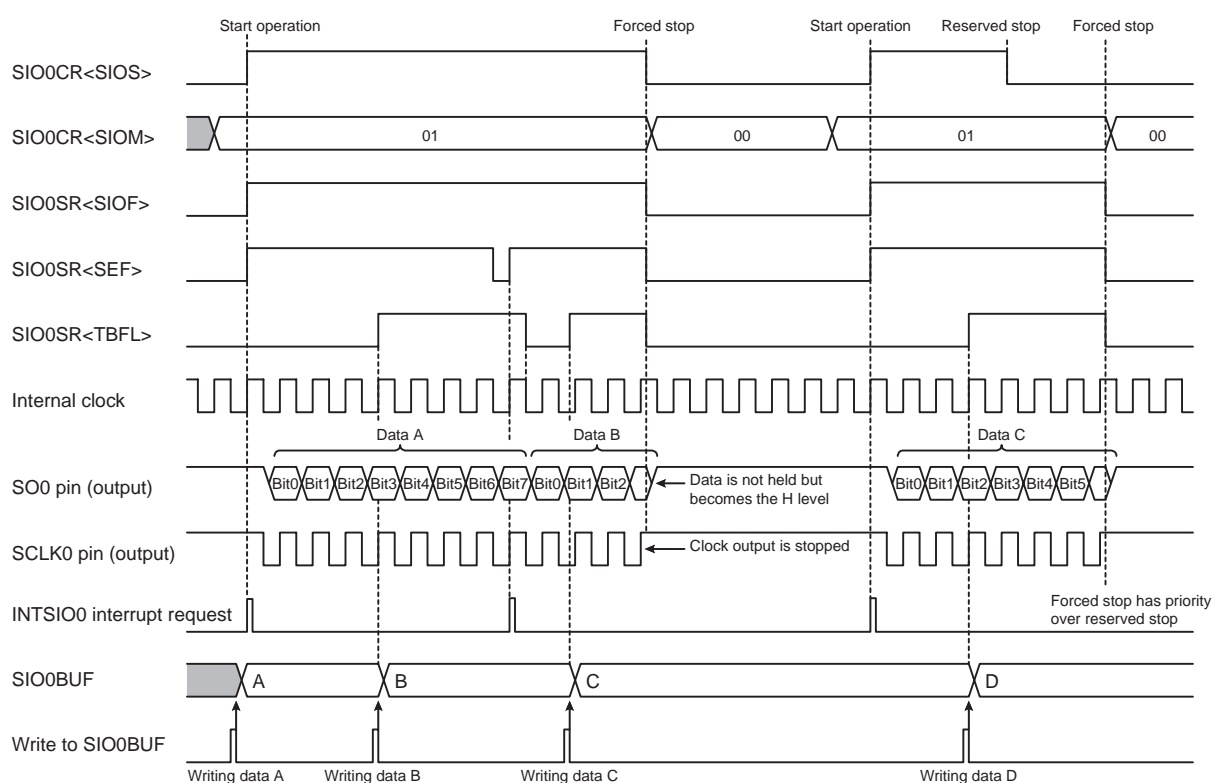 Start operation Forced stop Start operation Reserved stop Forced stop
SIO0CR<SIOS>
SIO0CR<SIOM> 01 00 01 00
SIO0SR<SIOF>
SIO0SR<SEF>
SIO0SR<TBFL>
Internal clock
Data A Data B Data C
SO0 pin (output) Bit0 Bit1 Bit2 Bit3 Bit4 Bit5 Bit6 Bit7 Bit0 Bit1 Bit2 Data is not held but Bit0 Bit1 Bit2 Bit3 Bit4 Bit5
becomes the H level
SCLK0 pin (output) Clock output is stopped
INTSIO0 interrupt request Forced stop has priority
over reserved stop
SIO0BUF A B C D
Write to SIO0BUF
Writing data A Writing data B Writing data C Writing data D